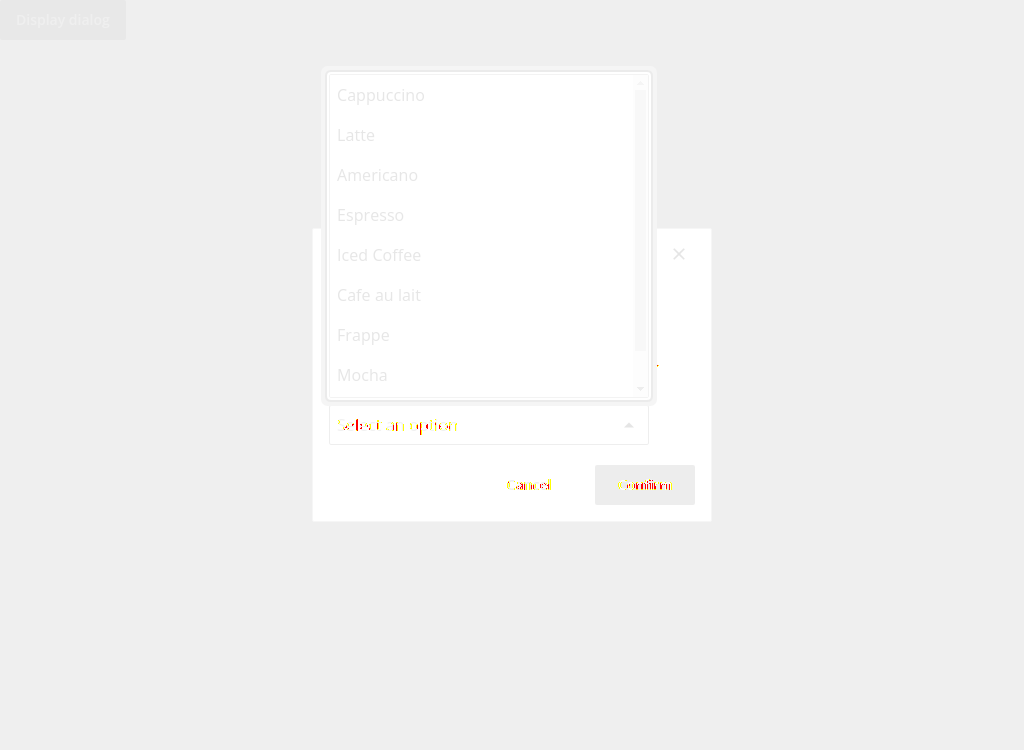 Display dialog
Cappuccino
Latte
Americano
Espresso
Iced Coffee
Cafe au lait
Frappe
Mocha
Select an option
Cancel
Confirm